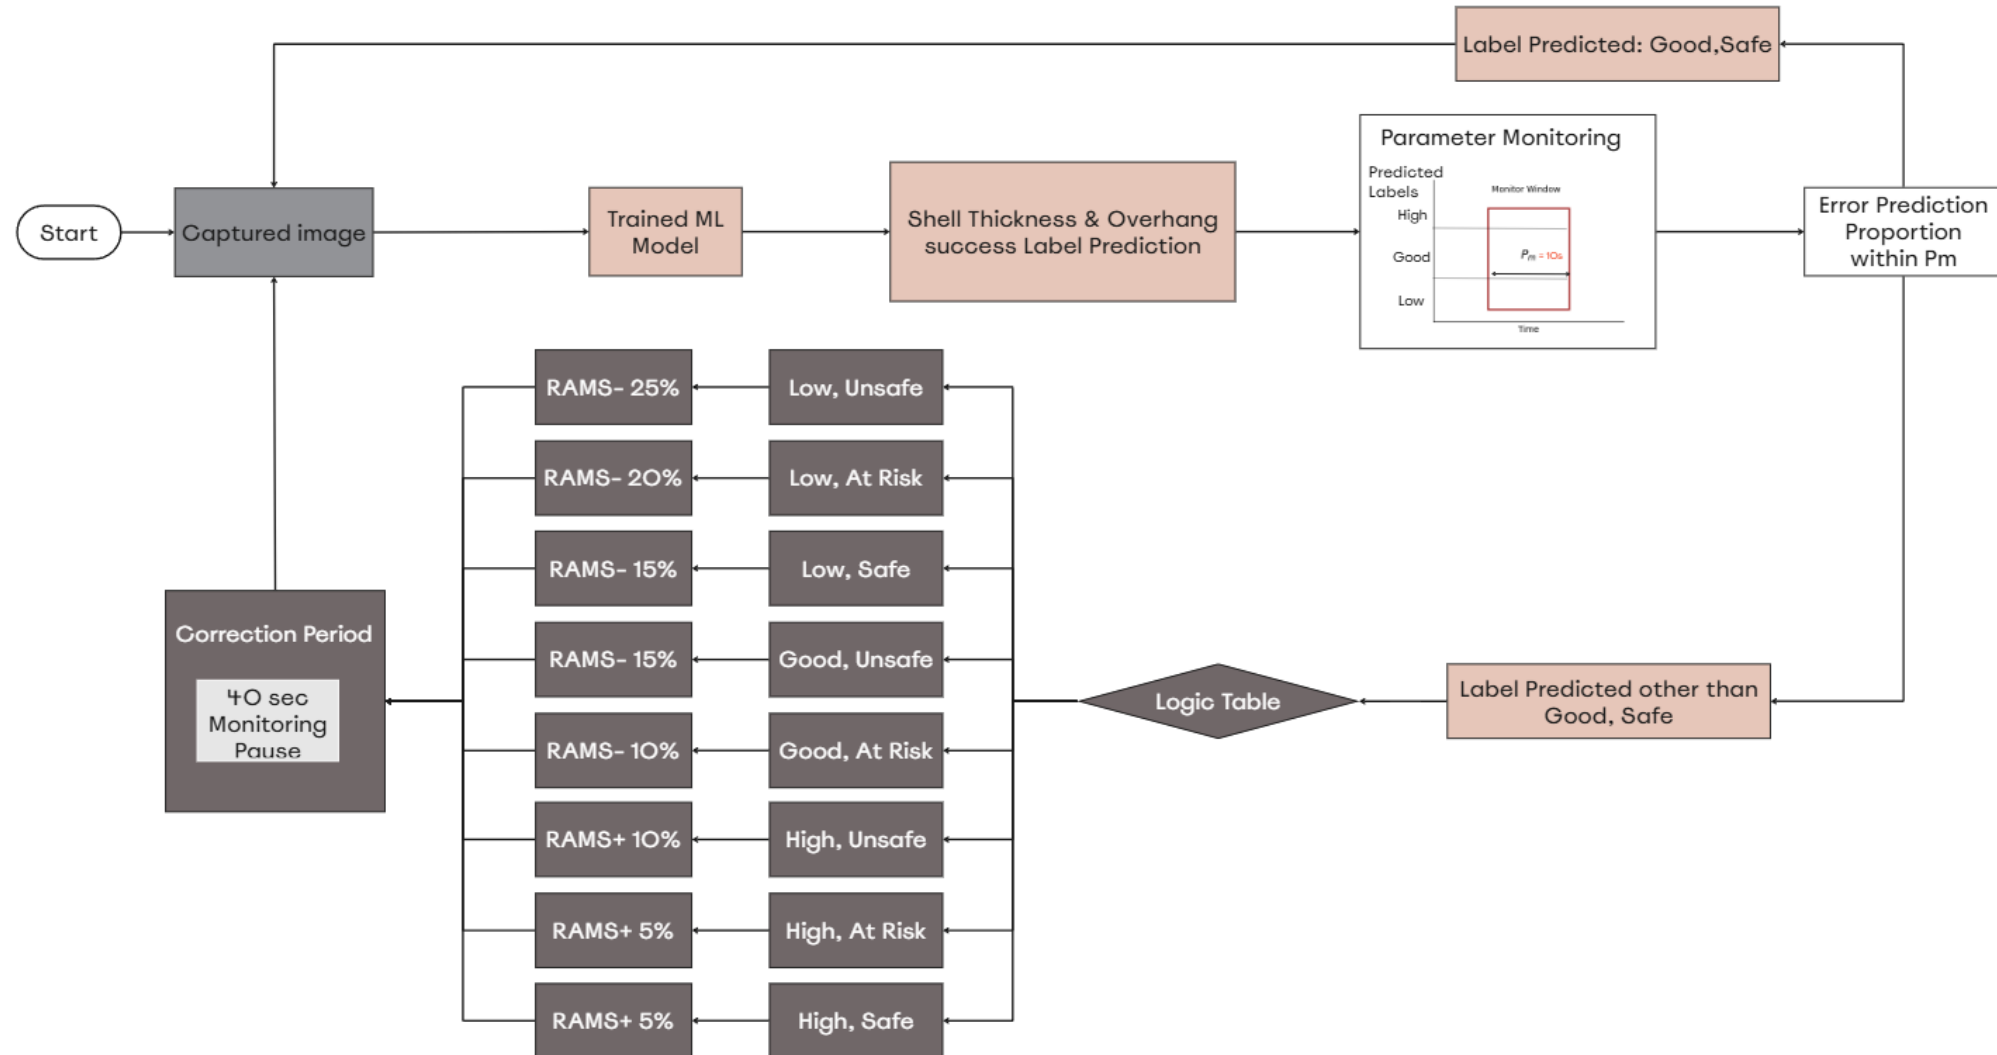 Label Predicted: Good,Safe
Start
Captured image
Trained ML
Model
Shell Thickness & Overhang
success Label Prediction
Parameter Monitoring
Predicted
Labels
Monitor Window
High
Good
Pm = 10s
Low
Time
Error Prediction
Proportion
within Pm
RAMS- 25%
Low, Unsafe
RAMS- 20%
Low, At Risk
RAMS- 15%
Low, Safe
RAMS- 15%
Good, Unsafe
RAMS- 10%
Good, At Risk
RAMS+ 10%
High, Unsafe
RAMS+ 5%
High, At Risk
RAMS+ 5%
High, Safe
Correction Period
40 sec
Monitoring
Pause
Logic Table
Label Predicted other than
Good, Safe